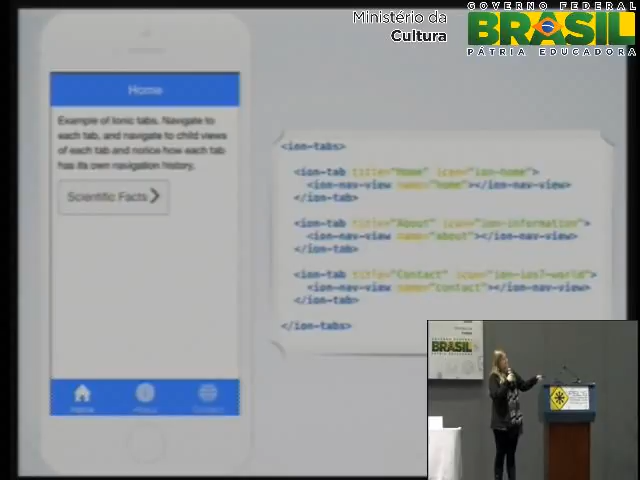 Ministério da
Cultura
GOVERNO FEDERAL
BRASIL
PÁTRIA EDUCADORA
Home
Example of Ionic tabs. Navigate to
each tab, and navigate to child views
of each tab and notice how each tab
has its own navigation history.
Scientific Facts
Home
About
Contact
<ion-tabs>
<ion-tab title="Home" icon="ion-home">
<ion-nav-view name="home"></ion-nav-view>
</ion-tab>
<ion-tab title="About" icon="ion-information">
<ion-nav-view name="about"></ion-nav-view>
</ion-tab>
<ion-tab title="Contact" icon="ion-ios7-world">
<ion-nav-view name="contact"></ion-nav-view>
</ion-tab>
</ion-tabs>
BRASIL